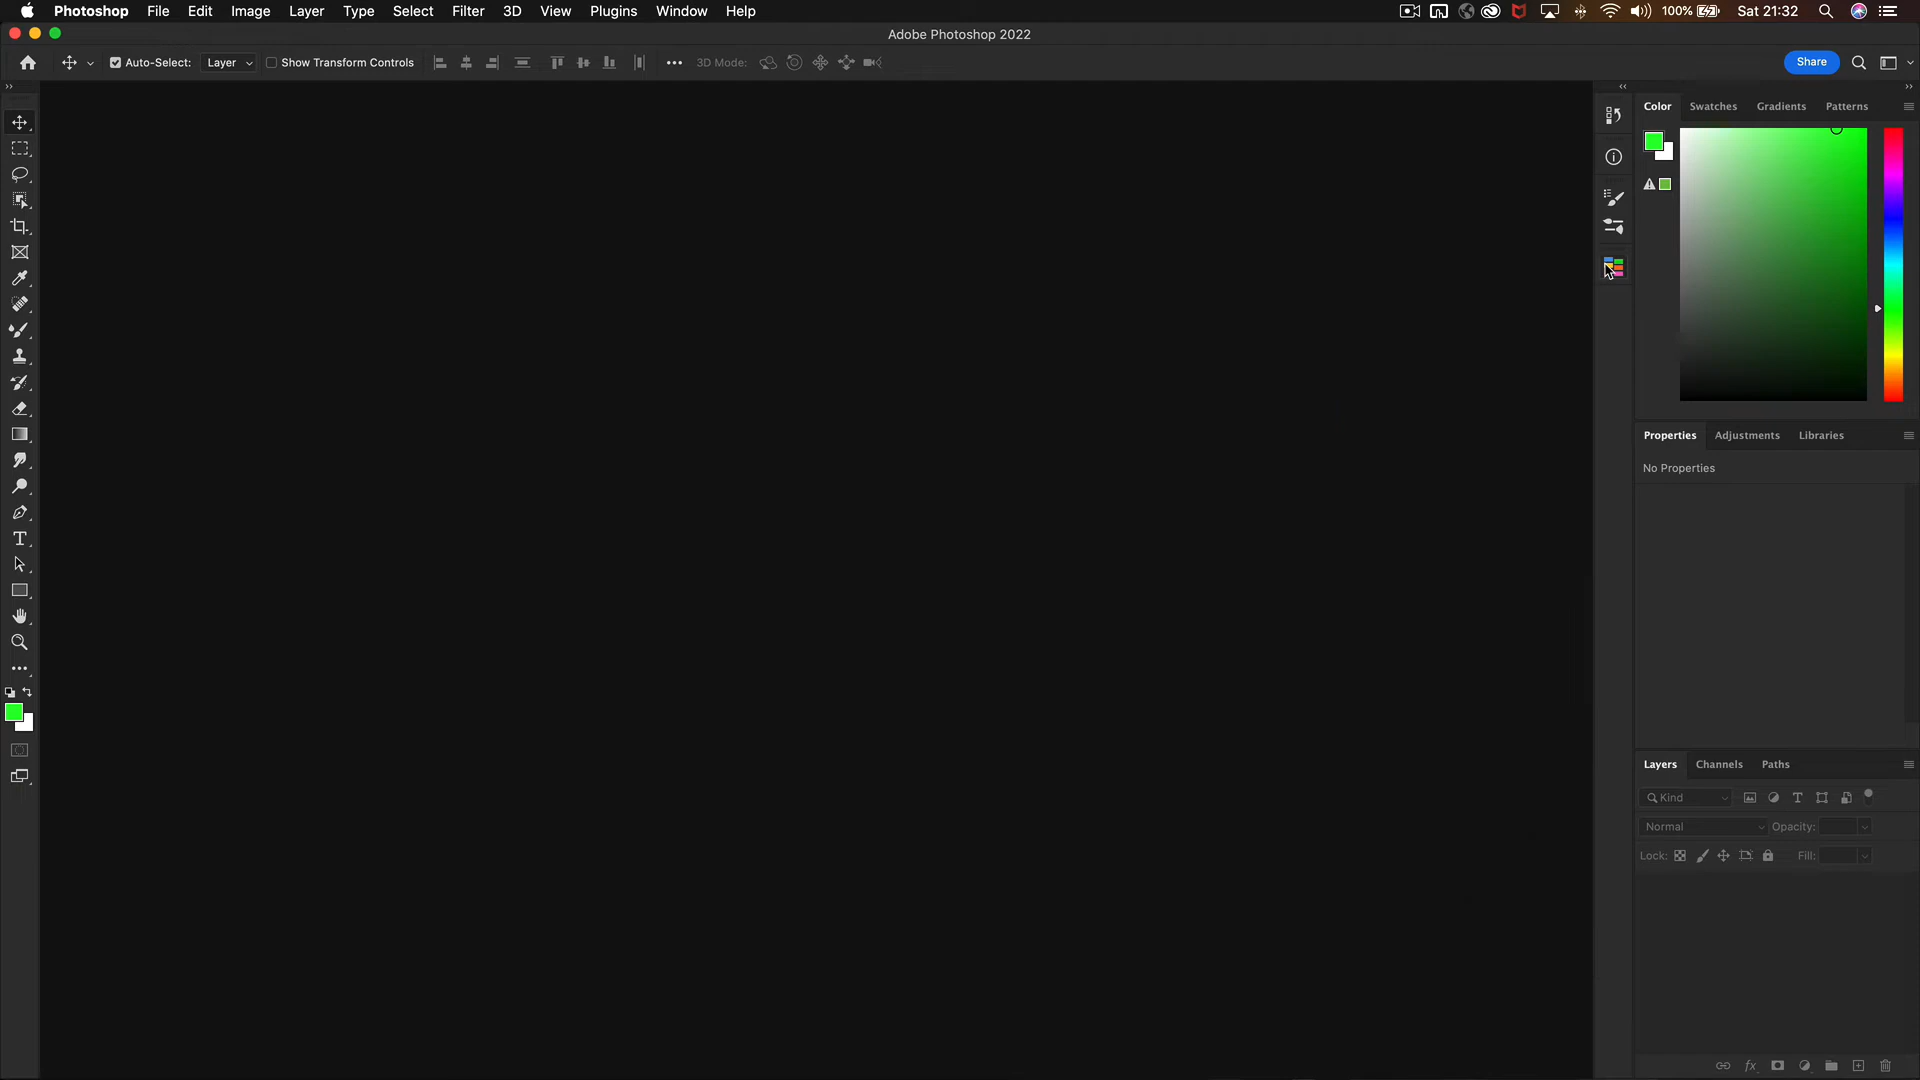 Photoshop File Edit Image Layer Type Select Filter 3D View Plugins Window Help 100% Sat 21:32
Adobe Photoshop 2022
Auto-Select: Layer Show Transform Controls 3D Mode: Share
Color Swatches Gradients Patterns
Properties Adjustments Libraries
No Properties
Layers Channels Paths
Kind
Normal Opacity:
Lock: Fill: